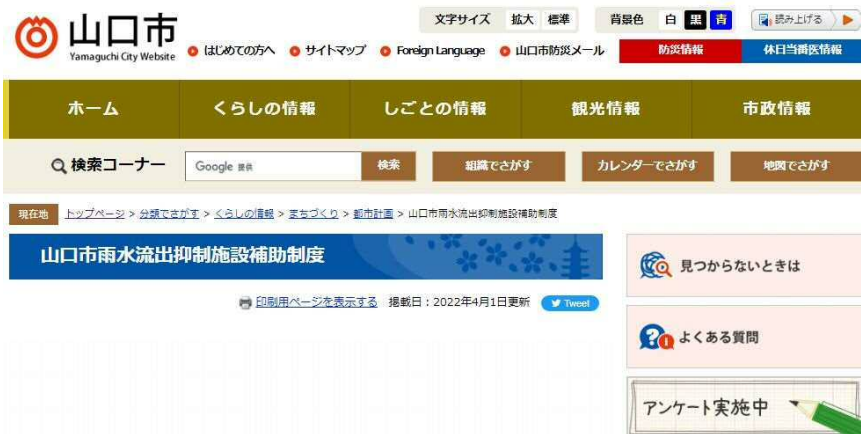 文字サイズ 拡大 標準 背景色 白 黒 青 読み上げる
山口市
Yamaguchi City Website
はじめての方へ サイトマップ Foreign Language 山口市防災メール 防災情報 休日当番医情報
ホーム くらしの情報 しごとの情報 観光情報 市政情報
検索コーナー Google 提供 検索 組織でさがす カレンダーでさがす 地図でさがす
現在地 トップページ > 分類でさがす > くらしの情報 > まちづくり > 都市計画 > 山口市雨水流出抑制施設補助制度
山口市雨水流出抑制施設補助制度
見つからないときは
印刷用ページを表示する 掲載日:2022年4月1日更新 Tweet
よくある質問
アンケート実施中